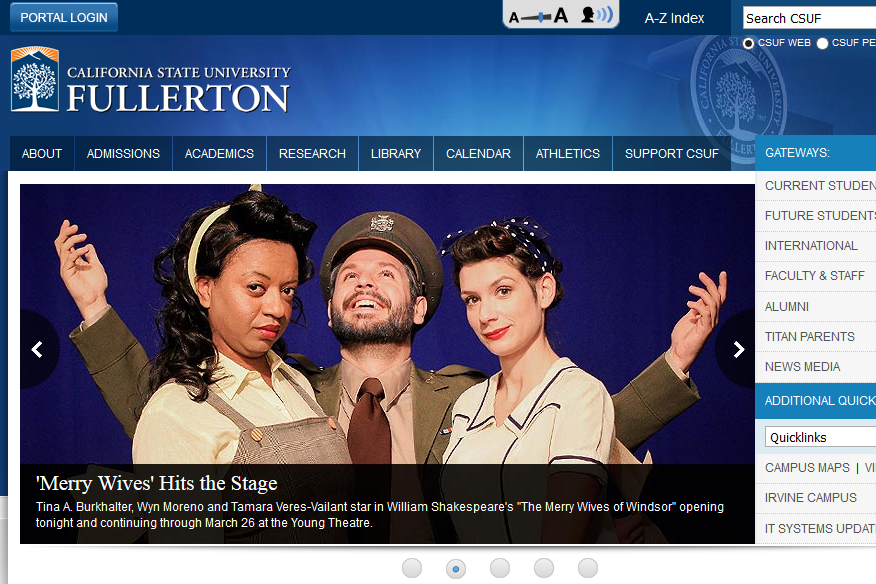 PORTAL LOGIN
A A
A-Z Index
Search CSUF
CSUF WEB CSUF PE
CALIFORNIA STATE UNIVERSITY
FULLERTON
ABOUT ADMISSIONS ACADEMICS RESEARCH LIBRARY CALENDAR ATHLETICS SUPPORT CSUF
GATEWAYS:
CURRENT STUDEN
FUTURE STUDENTS
INTERNATIONAL
FACULTY & STAFF
ALUMNI
TITAN PARENTS
NEWS MEDIA
ADDITIONAL QUICK
Quicklinks
CAMPUS MAPS | VI
IRVINE CAMPUS
IT SYSTEMS UPDAT
'Merry Wives' Hits the Stage
Tina A. Burkhalter, Wyn Moreno and Tamara Veres-Vailant star in William Shakespeare's "The Merry Wives of Windsor" opening
tonight and continuing through March 26 at the Young Theatre.